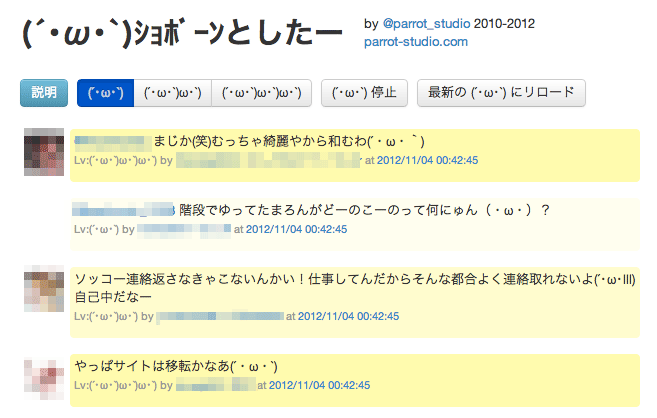 (´･ω･`)ｼｮﾎﾞｰﾝとしたー
by @parrot_studio 2010-2012
parrot-studio.com
説明 (´･ω･`) (´･ω･`)ω･`) (´･ω･`)ω･`)ω･`) (´･ω･`) 停止 最新の (´･ω･`) にリロード
まじか(笑)むっちゃ綺麗やから和むわ(´・ω・｀)
Lv:(´･ω･`)ω･`)ω･`) by at 2012/11/04 00:42:45
階段でゆってたまろんがどーのこーのって何にゅん（・ω・）？
Lv:(´･ω･`) by at 2012/11/04 00:42:45
ソッコー連絡返さなきゃこないんかい！仕事してんだからそんな都合よく連絡取れないよ(´･ω･lll)
自己中だなー
Lv:(´･ω･`)ω･`) by at 2012/11/04 00:42:45
やっぱサイトは移転かなあ(´・ω・`)
Lv:(´･ω･`)ω･`)ω･`) by at 2012/11/04 00:42:45